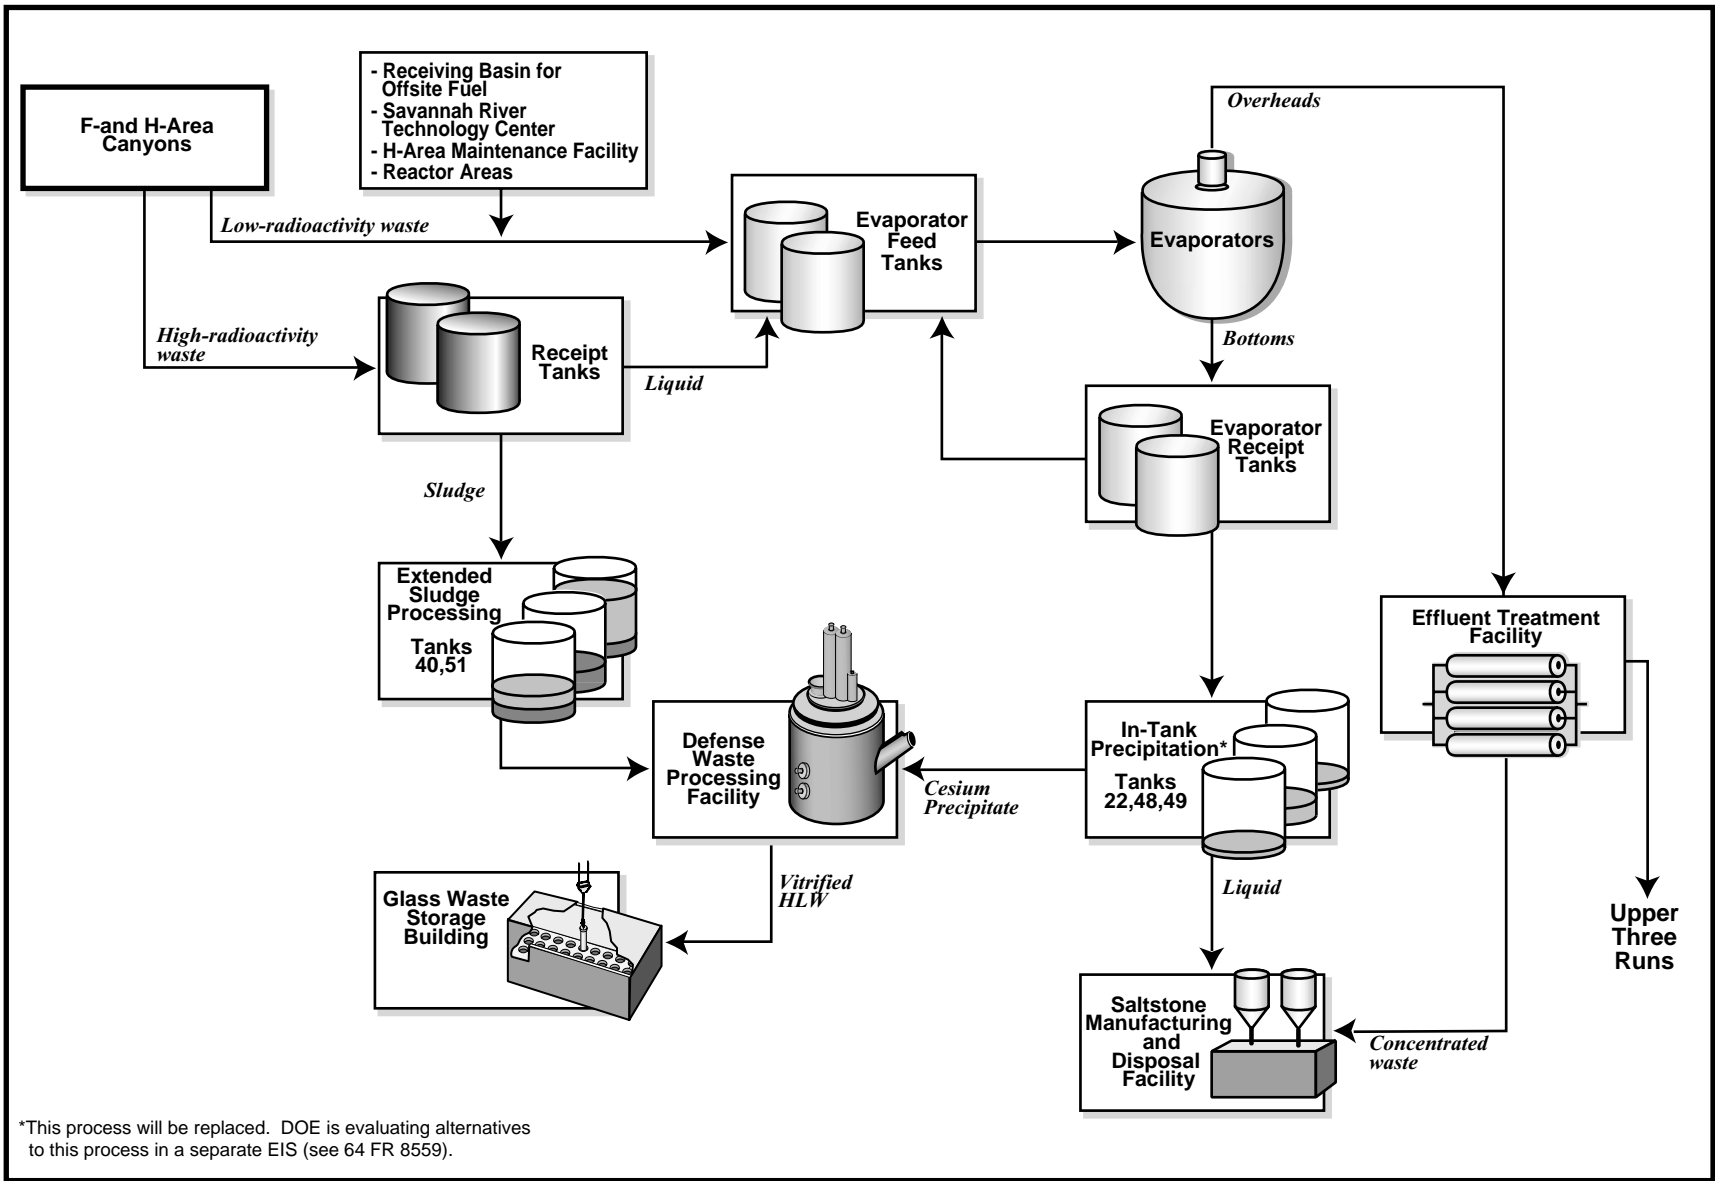 F-and H-Area
Canyons
- Receiving Basin for
Offsite Fuel
- Savannah River
Technology Center
- H-Area Maintenance Facility
- Reactor Areas
Overheads
Low-radioactivity waste
Evaporator
Feed
Tanks
Evaporators
High-radioactivity
waste
Receipt
Tanks
Liquid
Bottoms
Evaporator
Receipt
Tanks
Sludge
Extended
Sludge
Processing
Tanks
40,51
Effluent Treatment
Facility
Defense
Waste
Processing
Facility
Cesium
Precipitate
In-Tank
Precipitation*
Tanks
22,48,49
Glass Waste
Storage
Building
Vitrified
HLW
Liquid
Upper
Three
Runs
Saltstone
Manufacturing
and
Disposal
Facility
Concentrated
waste
*This process will be replaced.  DOE is evaluating alternatives
to this process in a separate EIS (see 64 FR 8559).